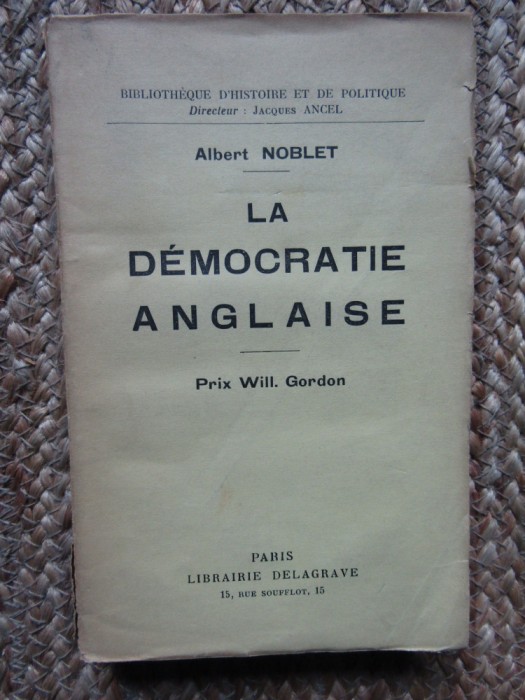 BIBLIOTHÈQUE D'HISTOIRE ET DE POLITIQUE
Directeur : JACQUES ANCEL
Albert NOBLET
LA
DÉMOCRATIE
ANGLAISE
Prix Will. Gordon
PARIS
LIBRAIRIE DELAGRAVE
15, RUE SOUFFLOT, 15